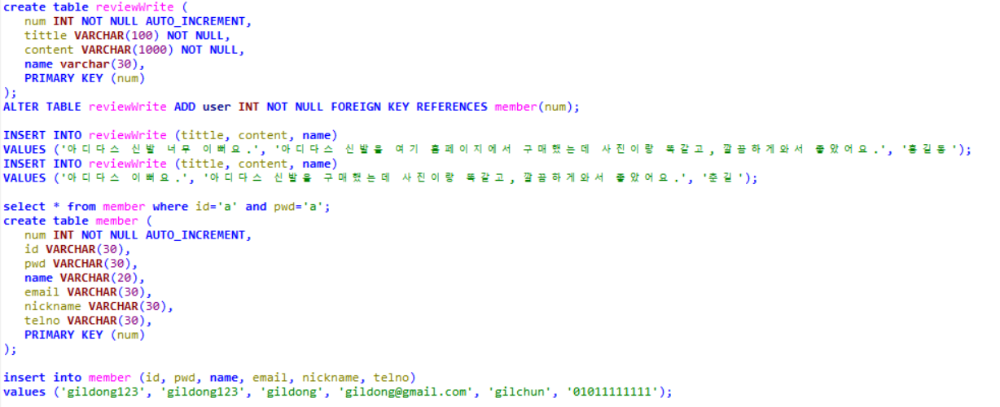 create table reviewWrite (
num INT NOT NULL AUTO_INCREMENT,
tittle VARCHAR(100) NOT NULL,
content VARCHAR(1000) NOT NULL,
name varchar(30),
PRIMARY KEY (num)
);
ALTER TABLE reviewWrite ADD user INT NOT NULL FOREIGN KEY REFERENCES member(num);
INSERT INTO reviewWrite (tittle, content, name)
VALUES ('아디다스 신발 너무 이뻐요.', '아디다스 신발을 여기 홈페이지에서 구매했는데 사진이랑 똑같고, 깔끔하게와서 좋았어요.', '홍길동');
INSERT INTO reviewWrite (tittle, content, name)
VALUES ('아디다스 이뻐요.', '아디다스 신발을 구매했는데 사진이랑 똑같고, 깔끔하게와서 좋았어요.', '춘길');
select * from member where id='a' and pwd='a';
create table member (
num INT NOT NULL AUTO_INCREMENT,
id VARCHAR(30),
pwd VARCHAR(30),
name VARCHAR(20),
email VARCHAR(30),
nickname VARCHAR(30),
telno VARCHAR(30),
PRIMARY KEY (num)
);
insert into member (id, pwd, name, email, nickname, telno)
values ('gildong123', 'gildong123', 'gildong', 'gildong@gmail.com', 'gilchun', '01011111111');